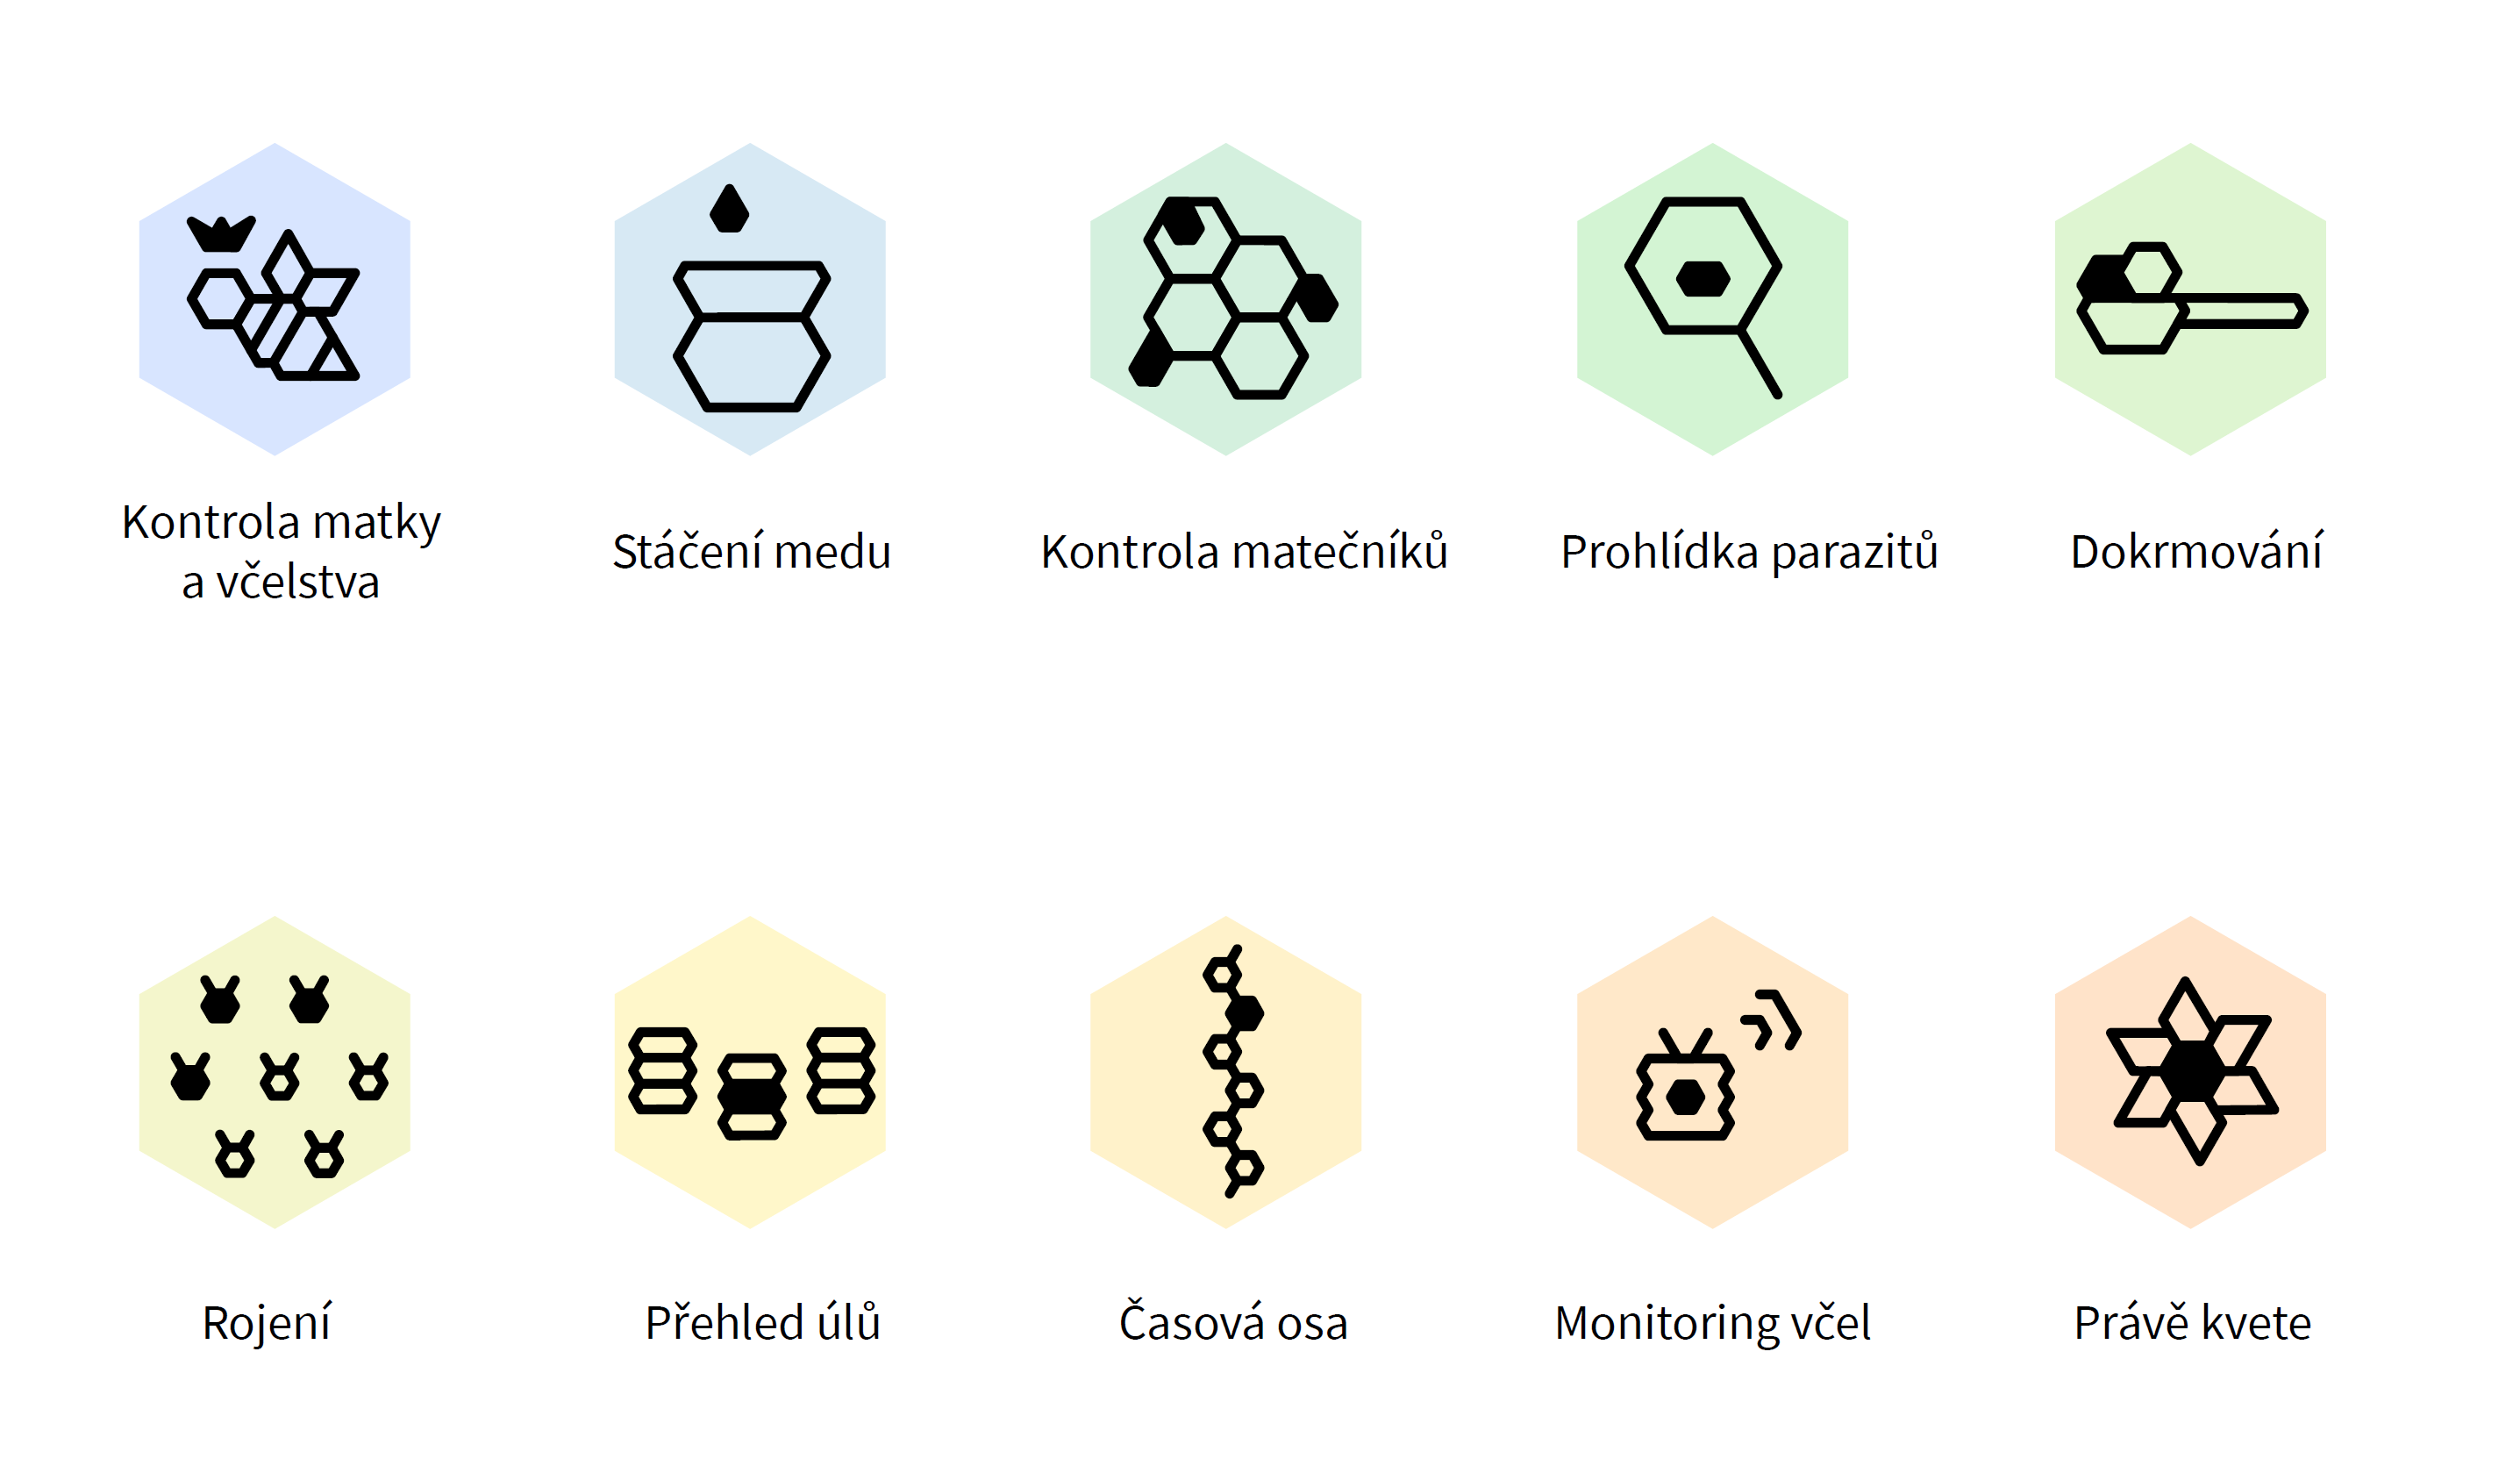 Kontrola matky
a včelstva
Stáčení medu
Kontrola matečníků
Prohlídka parazitů
Dokrmování
Rojení
Přehled úlů
Časová osa
Monitoring včel
Právě kvete